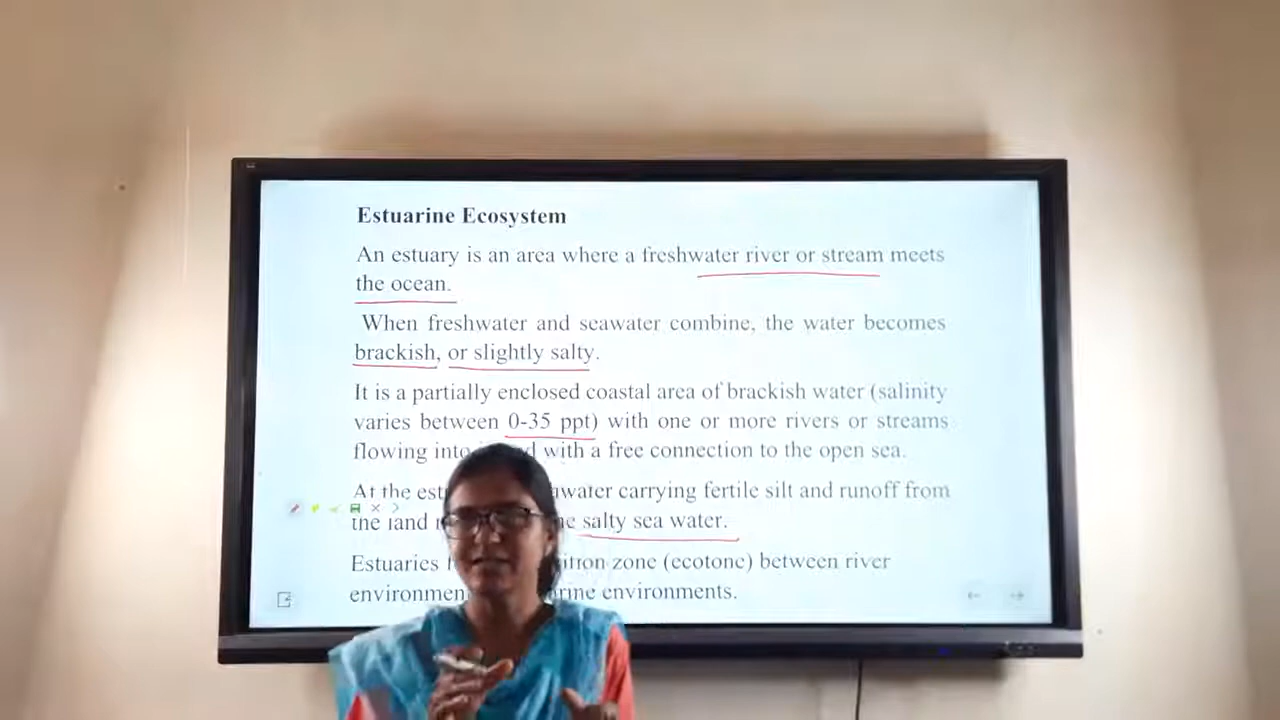 Estuarine Ecosystem
An estuary is an area where a freshwater river or stream meets
the ocean.
When freshwater and seawater combine, the water becomes
brackish, or slightly salty.
It is a partially enclosed coastal area of brackish water (salinity
varies between 0-35 ppt) with one or more rivers or streams
flowing into with a free connection to the open sea.
At the carrying fertile silt and runoff from
the land salty sea water.
Estuaries zone (ecotone) between river
environments.